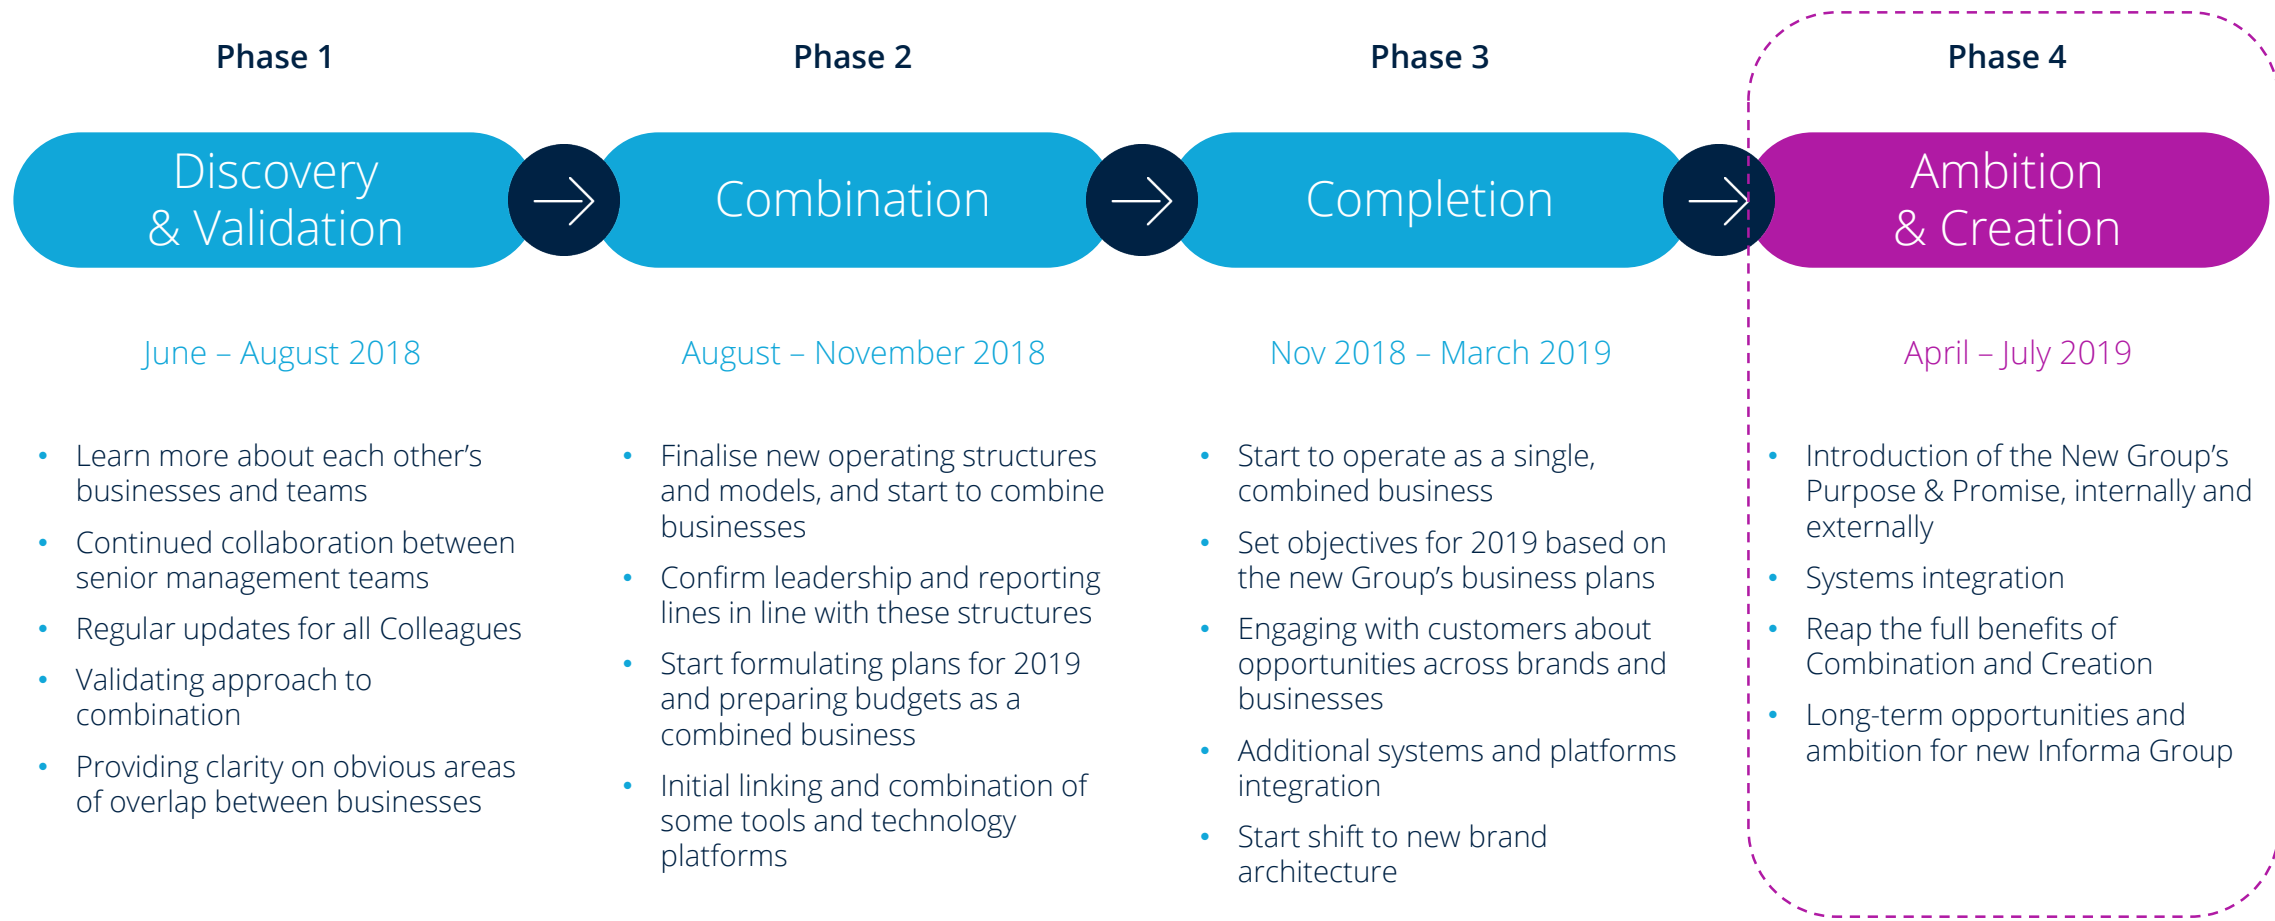 Phase 1
Discovery
& Validation
June – August 2018
• Learn more about each other’s
businesses and teams
• Continued collaboration between
senior management teams
• Regular updates for all Colleagues
• Validating approach to
combination
• Providing clarity on obvious areas
of overlap between businesses
Phase 2
Combination
August – November 2018
• Finalise new operating structures
and models, and start to combine
businesses
• Confirm leadership and reporting
lines in line with these structures
• Start formulating plans for 2019
and preparing budgets as a
combined business
• Initial linking and combination of
some tools and technology
platforms
Phase 3
Completion
Nov 2018 – March 2019
• Start to operate as a single,
combined business
• Set objectives for 2019 based on
the new Group’s business plans
• Engaging with customers about
opportunities across brands and
businesses
• Additional systems and platforms
integration
• Start shift to new brand
architecture
Phase 4
Ambition
& Creation
April – July 2019
• Introduction of the New Group’s
Purpose & Promise, internally and
externally
• Systems integration
• Reap the full benefits of
Combination and Creation
• Long-term opportunities and
ambition for new Informa Group